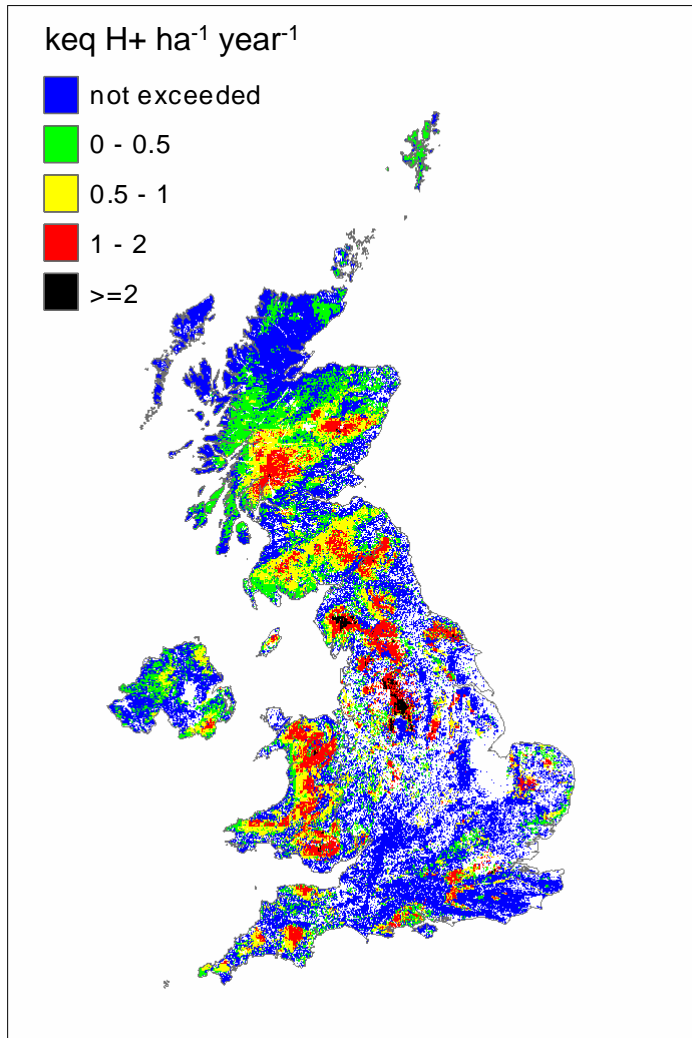 keq H+ ha⁻¹ year⁻¹
not exceeded
0 - 0.5
0.5 - 1
1 - 2
>=2